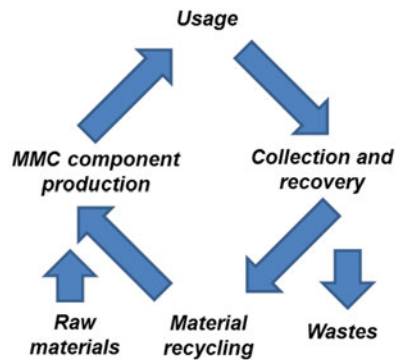 Usage
MMC component
production
Collection and
recovery
Raw
materials
Material
recycling
Wastes